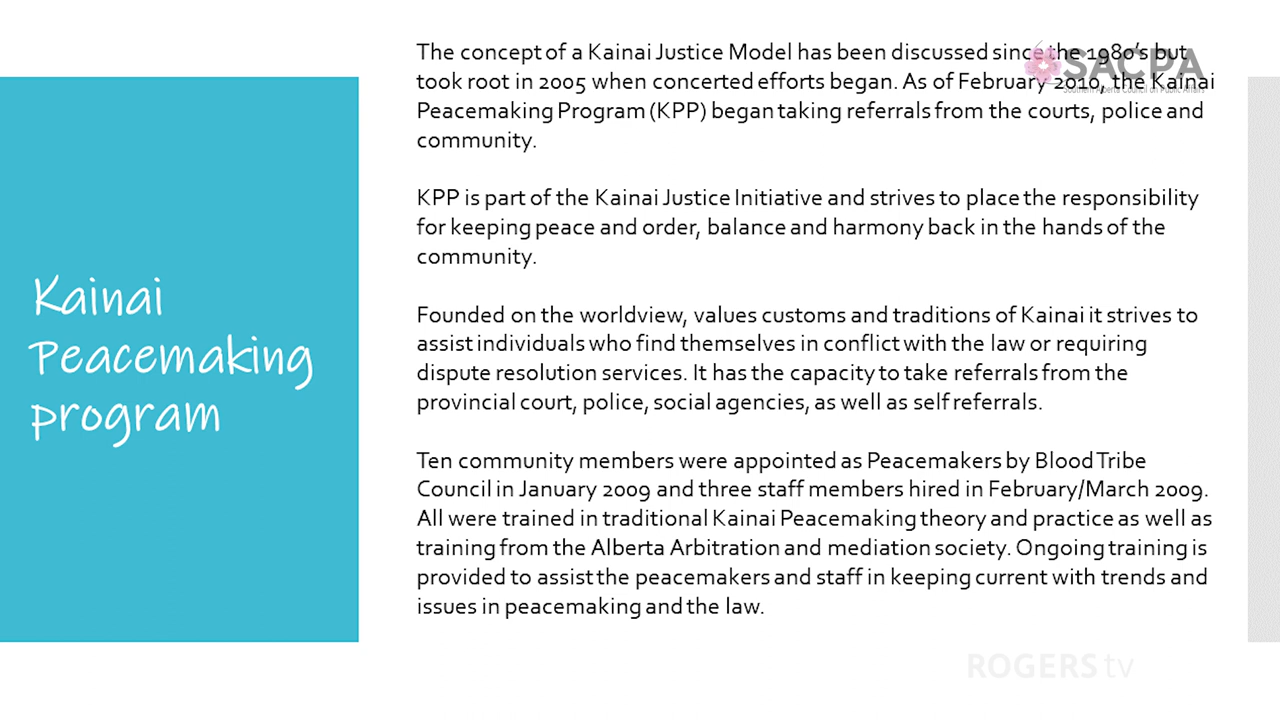 The concept of a Kainai Justice Model has been discussed since the 1980's but
took root in 2005 when concerted efforts began. As of February 2010, the Kainai
Peacemaking Program (KPP) began taking referrals from the courts, police and
community.
KPP is part of the Kainai Justice Initiative and strives to place the responsibility
for keeping peace and order, balance and harmony back in the hands of the
community.
Founded on the worldview, values customs and traditions of Kainai it strives to
assist individuals who find themselves in conflict with the law or requiring
dispute resolution services. It has the capacity to take referrals from the
provincial court, police, social agencies, as well as self referrals.
Ten community members were appointed as Peacemakers by Blood Tribe
Council in January 2009 and three staff members hired in February/March 2009.
All were trained in traditional Kainai Peacemaking theory and practice as well as
training from the Alberta Arbitration and mediation society. Ongoing training is
provided to assist the peacemakers and staff in keeping current with trends and
issues in peacemaking and the law.
Kainai
Peacemaking
program
SACPA
Southern Alberta Council on Public Affairs
ROGERS tv